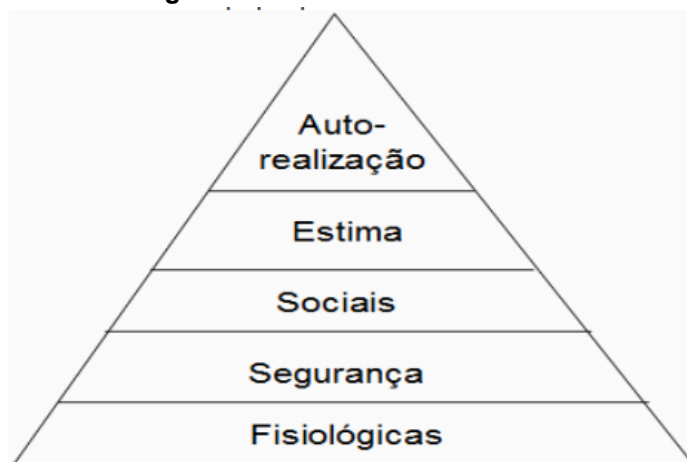 Auto-
realização
Estima
Sociais
Segurança
Fisiológicas